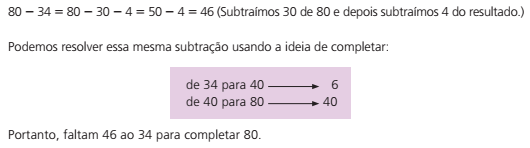 80 – 34 = 80 – 30 – 4 = 50 – 4 = 46 (Subtraímos 30 de 80 e depois subtraímos 4 do resultado.)
Podemos resolver essa mesma subtração usando a ideia de completar:
de 34 para 40 ⟶ 6
de 40 para 80 ⟶ 40
Portanto, faltam 46 ao 34 para completar 80.